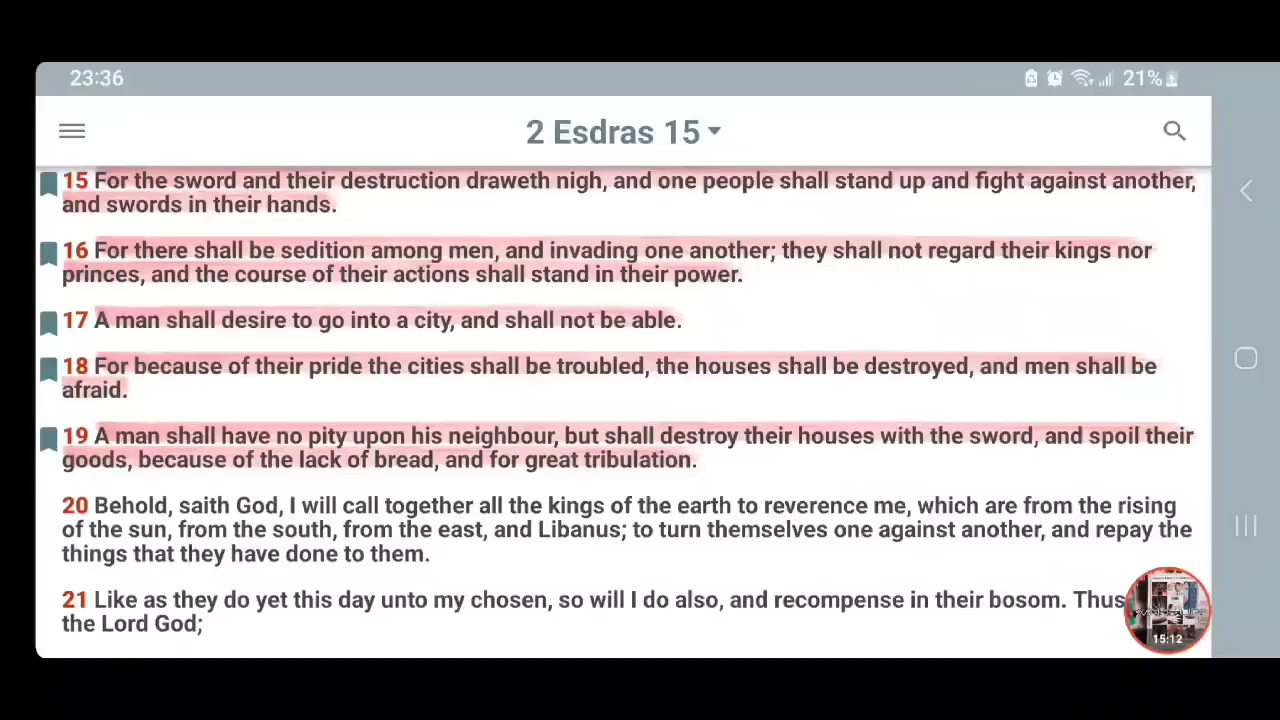 23:36
21%
2 Esdras 15
15 For the sword and their destruction draweth nigh, and one people shall stand up and fight against another,
and swords in their hands.
16 For there shall be sedition among men, and invading one another; they shall not regard their kings nor
princes, and the course of their actions shall stand in their power.
17 A man shall desire to go into a city, and shall not be able.
18 For because of their pride the cities shall be troubled, the houses shall be destroyed, and men shall be
afraid.
19 A man shall have no pity upon his neighbour, but shall destroy their houses with the sword, and spoil their
goods, because of the lack of bread, and for great tribulation.
20 Behold, saith God, I will call together all the kings of the earth to reverence me, which are from the rising
of the sun, from the south, from the east, and Libanus; to turn themselves one against another, and repay the
things that they have done to them.
21 Like as they do yet this day unto my chosen, so will I do also, and recompense in their bosom. Thus
the Lord God;
15:12